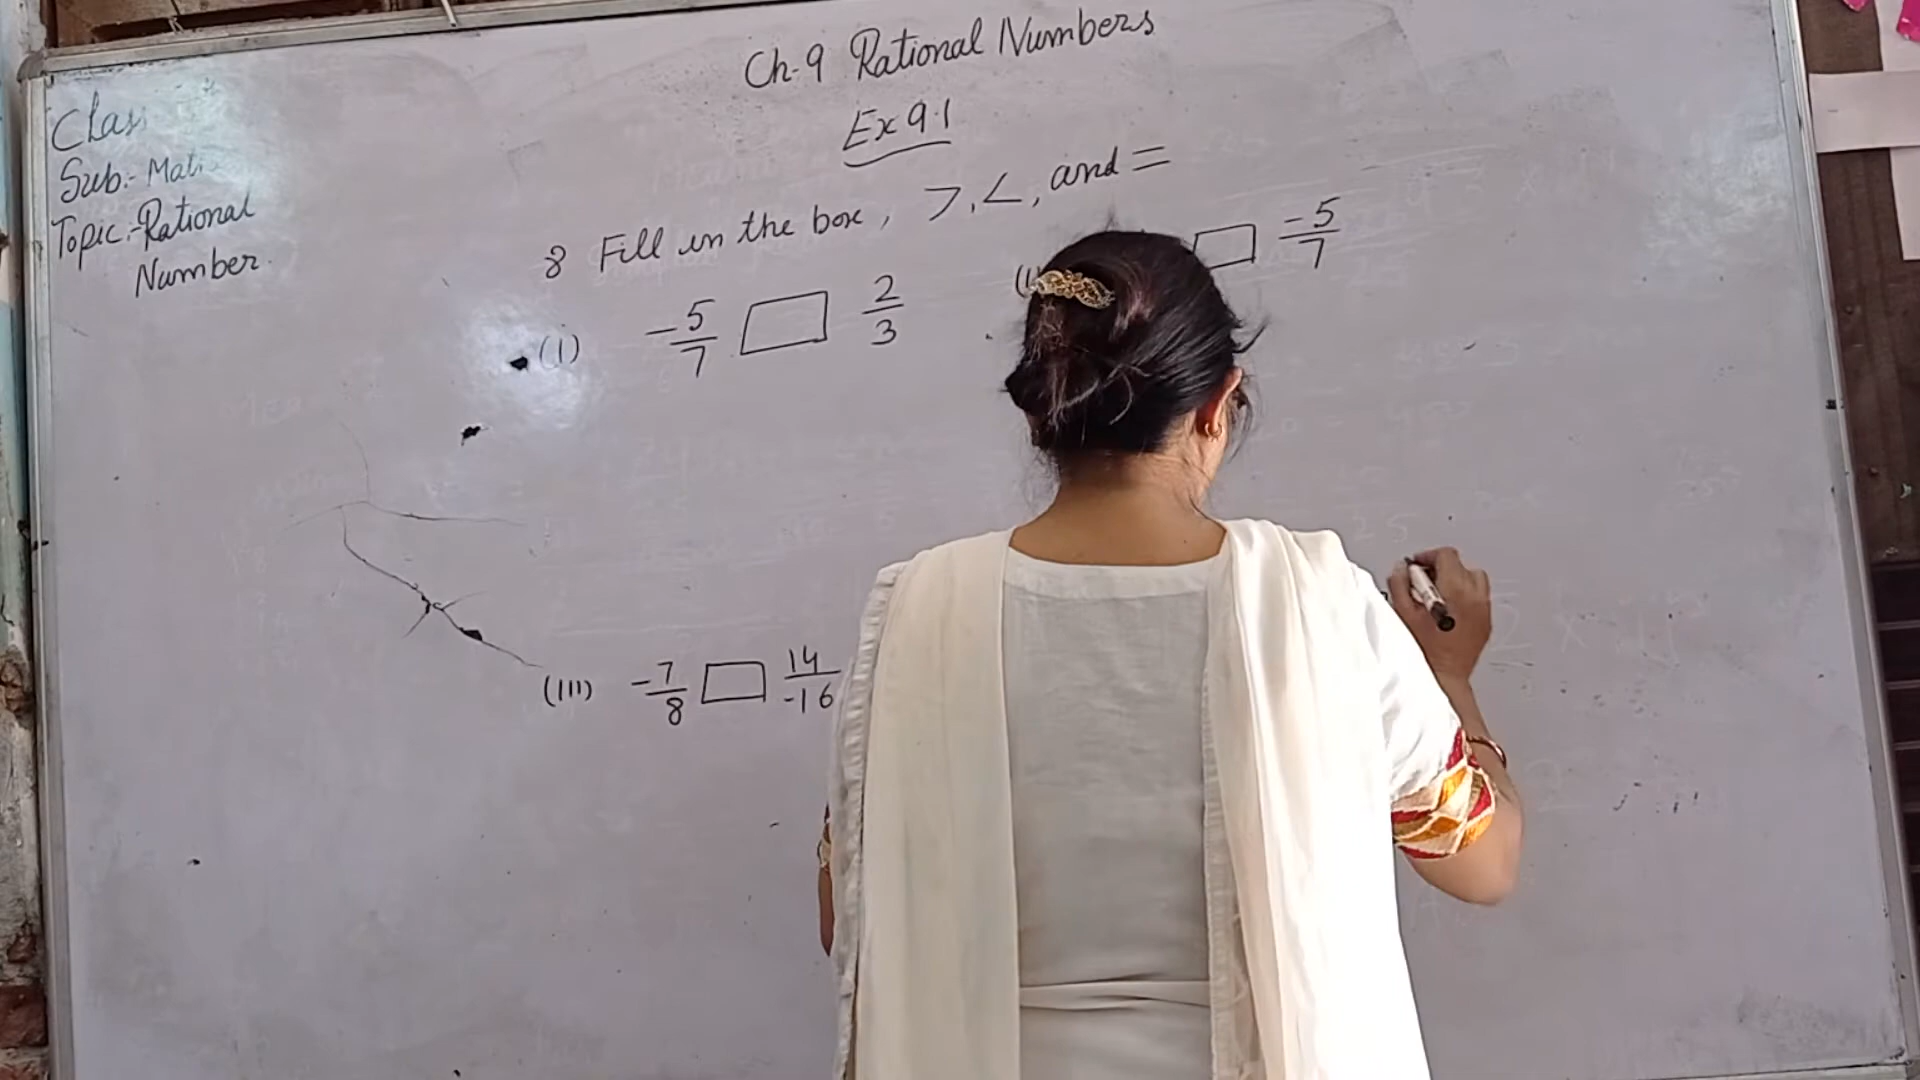 Ch-9 Rational Numbers
Ex 9.1
Clas
Sub:- Mat
Topic:- Rational
Number.
8 Fill in the box, >, <, and =
(I) -5/7 □ 2/3
□ -5/7
(III) -7/8 □ 14/-16